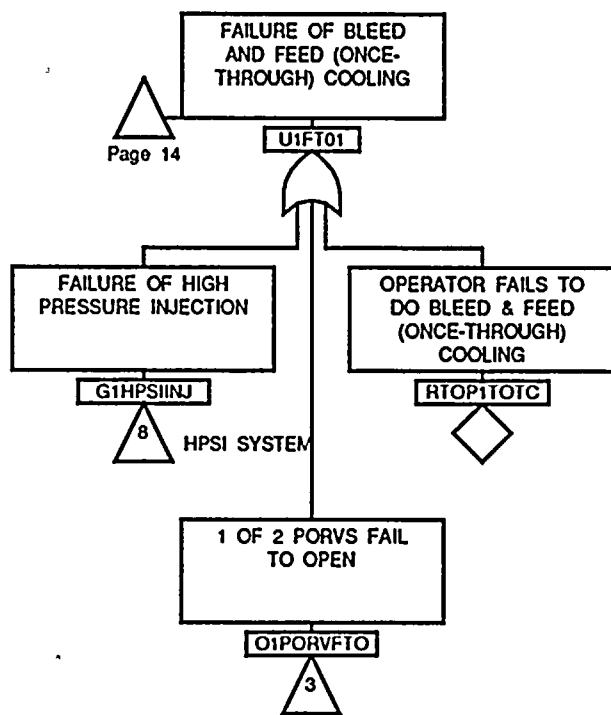 FAILURE OF BLEED
AND FEED (ONCE-
THROUGH) COOLING
Page 14
U1FT01
FAILURE OF HIGH
PRESSURE INJECTION
G1HPSIINJ
8
HPSI SYSTEM
OPERATOR FAILS TO
DO BLEED & FEED
(ONCE-THROUGH)
COOLING
RTOP1TOTC
1 OF 2 PORVS FAIL
TO OPEN
O1PORVFTO
3